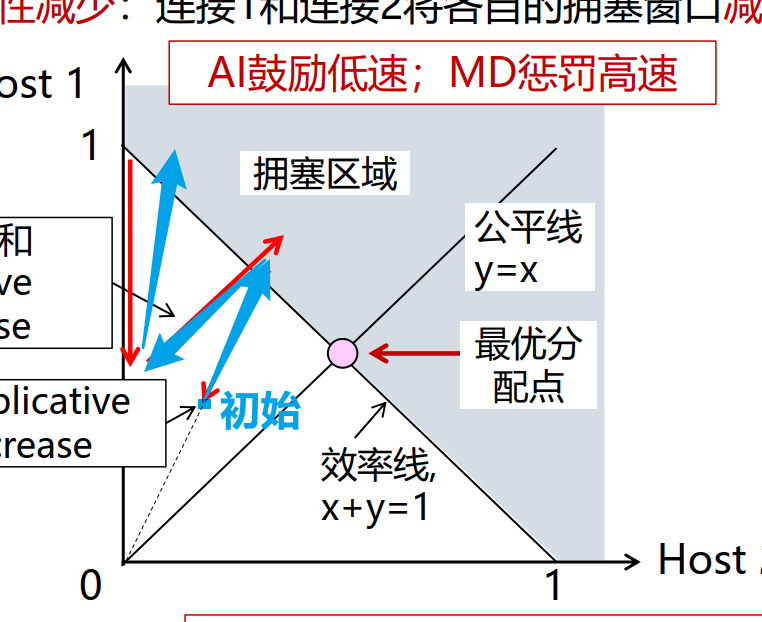 性减少：连接1和连接2将各自的拥塞窗口减
AI鼓励低速；MD惩罚高速
ost 1
1
拥塞区域
公平线
y=x
和
ve
se
最优分
配点
plicative
crease
初始
效率线,
x+y=1
0
1
Host 2